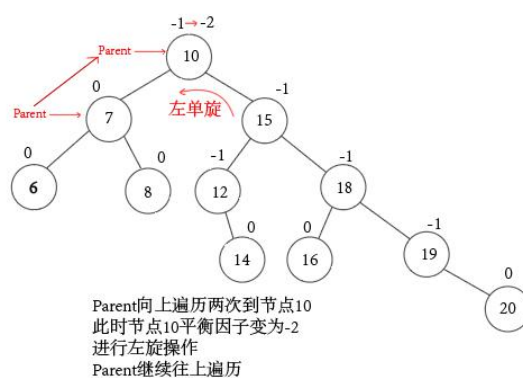 -1→-2
Parent→ 10
0 -1
Parent→ 7 左单旋 15
0 0 -1 -1
6 8 12 18
0 0 -1
14 16 19
0
20
Parent向上遍历两次到节点10
此时节点10平衡因子变为-2
进行左旋操作
Parent继续往上遍历